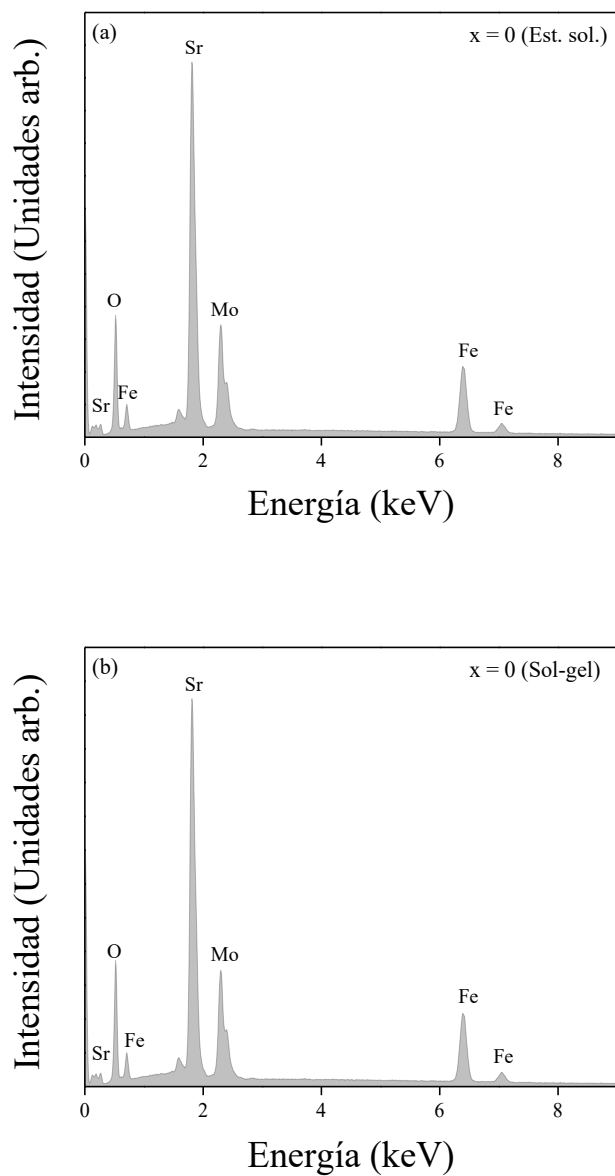 (a)
x = 0 (Est. sol.)
Sr
O
Mo
Sr
Fe
Fe
Fe
Intensidad (Unidades arb.)
0 2 4 6 8
Energía (keV)
(b)
x = 0 (Sol-gel)
Sr
O
Mo
Sr
Fe
Fe
Fe
Intensidad (Unidades arb.)
0 2 4 6 8
Energía (keV)